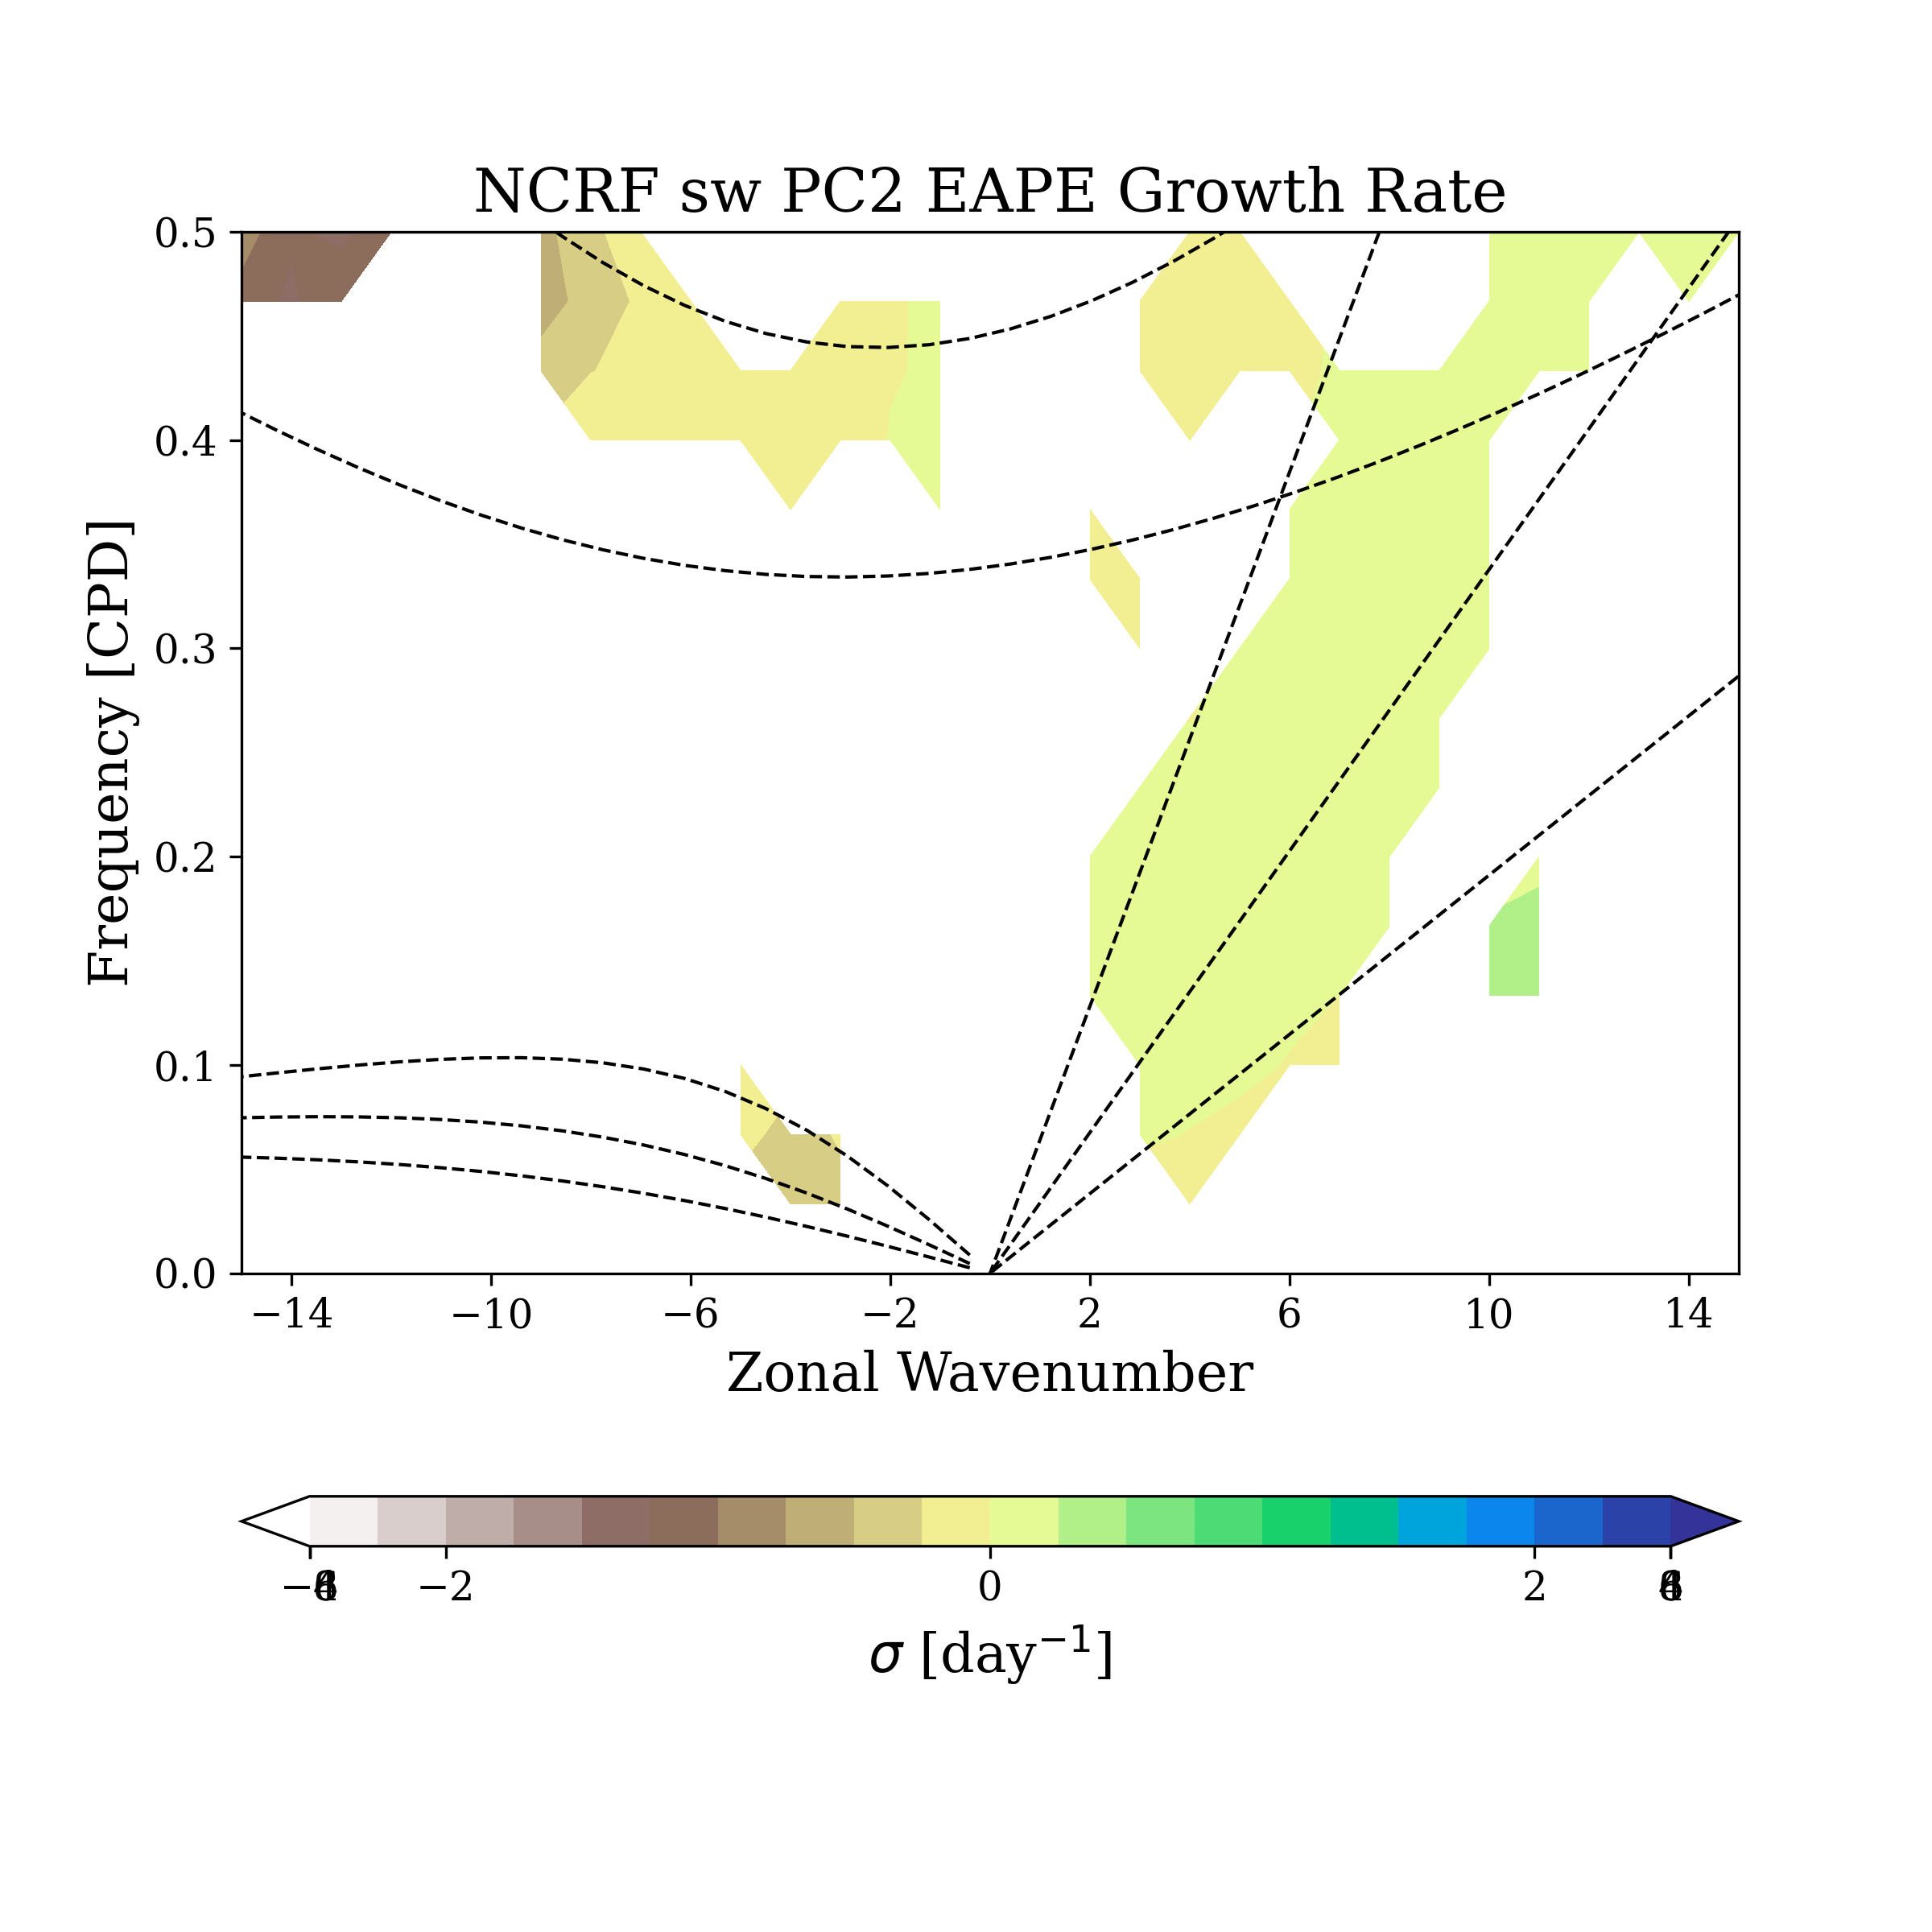 NCRF sw PC2 EAPE Growth Rate
Frequency [CPD]
0.5
0.4
0.3
0.2
0.1
0.0
−14 −10 −6 −2 2 6 10 14
Zonal Wavenumber
−2 0 2
σ [day⁻¹]